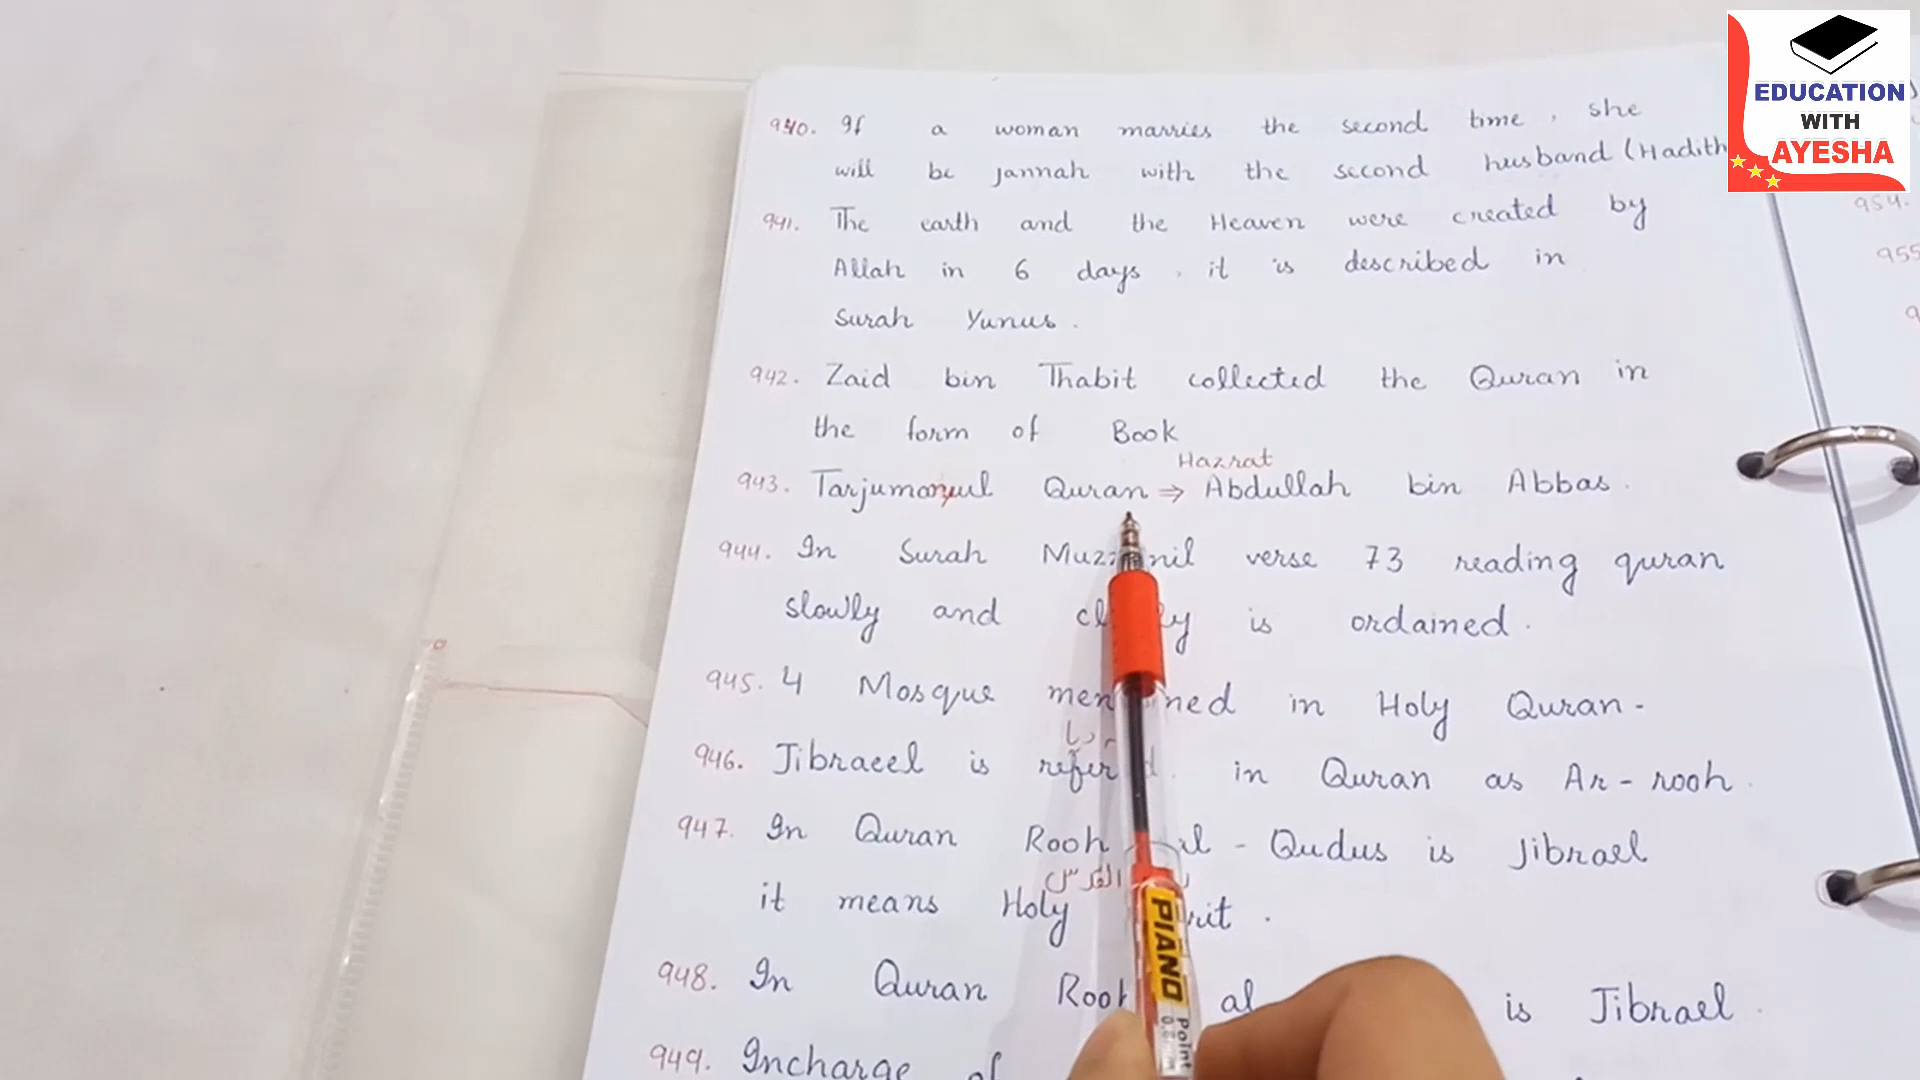 EDUCATION
WITH
AYESHA
940. If a woman marries the second time, she
will be jannah with the second husband (Hadith
941. The earth and the Heaven were created by
Allah in 6 days, it is described in
Surah Yunus.
942. Zaid bin Thabit collected the Quran in
the form of Book
Hazrat
943. Quran ⇒ Abdullah bin Abbas.
944. In Surah verse 73 reading quran
slowly and is ordained.
945. 4 Mosque in Holy Quran-
946. Jibraeel is in Quran as Ar-rooh.
947. In Quran Rooh - Qudus is Jibrael
القدس
it means Holy .
948. In Quran al is Jibrael.
949. Incharge of
954.
955
PIANO
Point